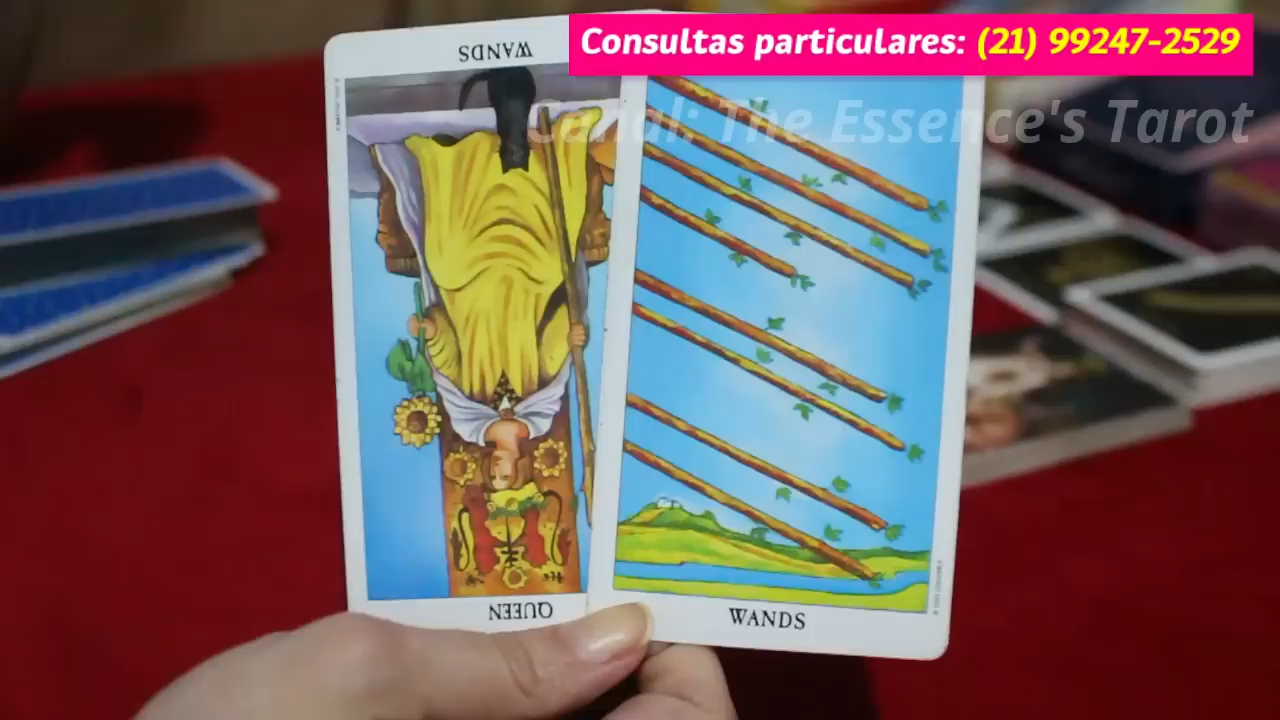 Consultas particulares: (21) 99247-2529
Canal: The Essence's Tarot
WANDS
QUEEN
WANDS